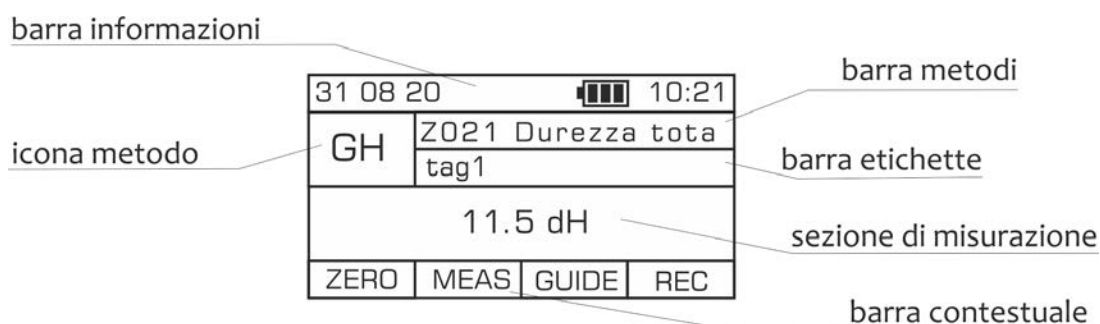 barra informazioni
barra metodi
31 08 20 10:21
Z021 Durezza tota
GH
icona metodo
tag1
barra etichette
11.5 dH
sezione di misurazione
ZERO MEAS GUIDE REC
barra contestuale